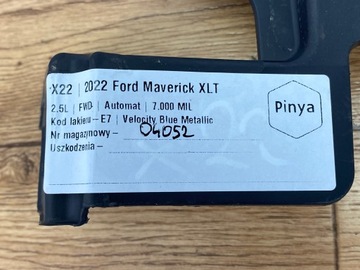 X22 | 2022 Ford Maverick XLT
2.5L | FWD | Automat | 7.000 MIL
Kod lakieru – E7 | Velocity Blue Metallic
Nr magazynowy – 04052
Uszkodzenia –
Pinya